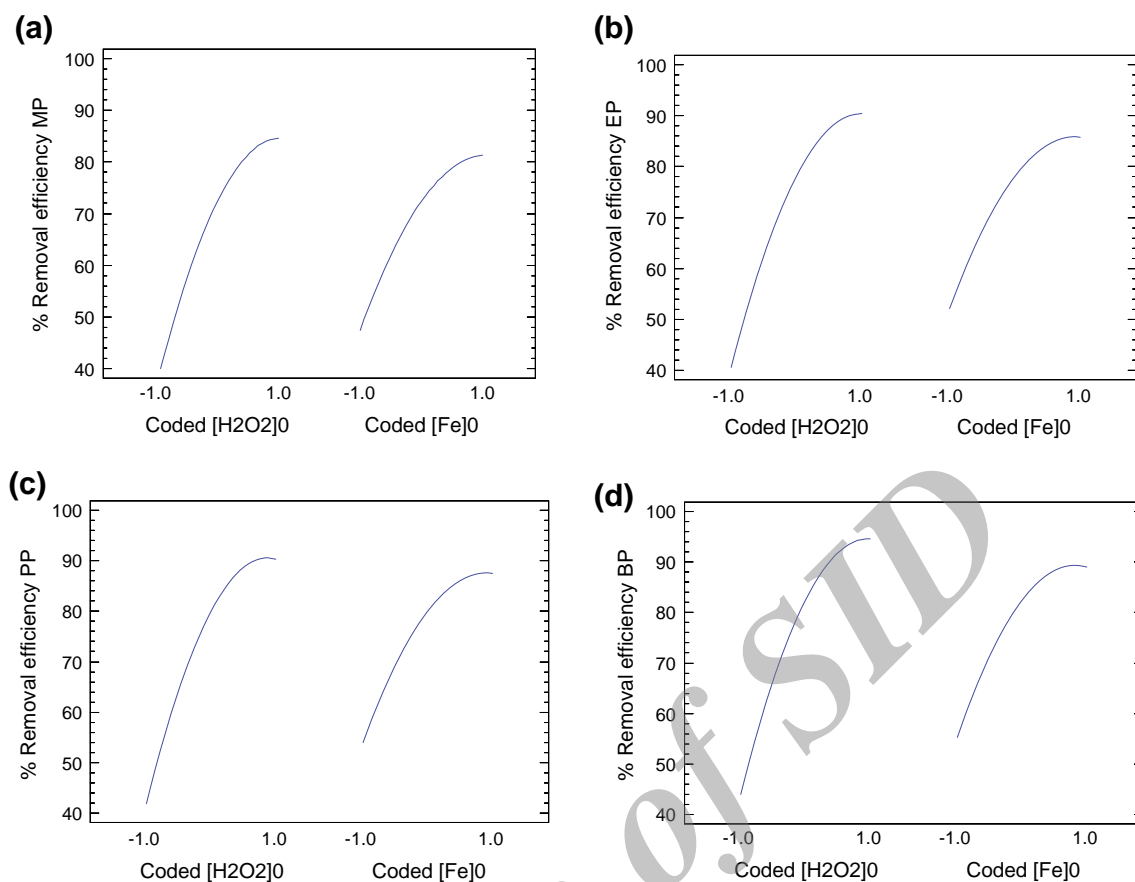 (a)
% Removal efficiency MP
100
90
80
70
60
50
40
-1.0 1.0 -1.0 1.0
Coded [H2O2]0 Coded [Fe]0
(b)
% Removal efficiency EP
100
90
80
70
60
50
40
-1.0 1.0 -1.0 1.0
Coded [H2O2]0 Coded [Fe]0
(c)
% Removal efficiency PP
100
90
80
70
60
50
40
-1.0 1.0 -1.0 1.0
Coded [H2O2]0 Coded [Fe]0
(d)
% Removal efficiency BP
100
90
80
70
60
50
40
-1.0 1.0 -1.0 1.0
Coded [H2O2]0 Coded [Fe]0
of SID